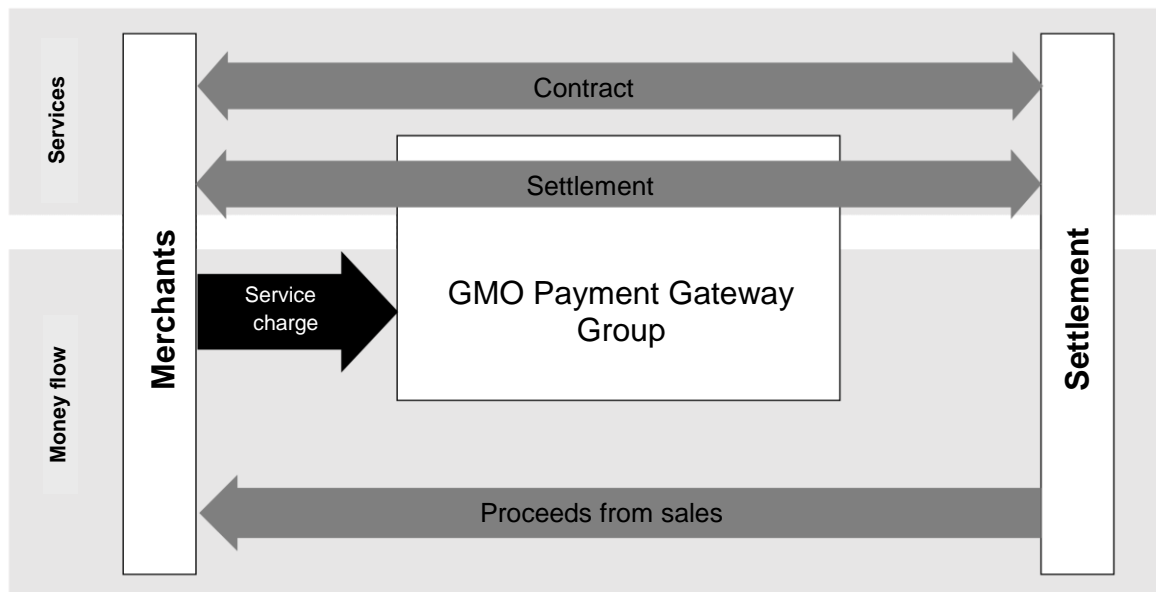 Services
Contract
Settlement
Merchants
Settlement
Service
charge
GMO Payment Gateway
Group
Money flow
Proceeds from sales